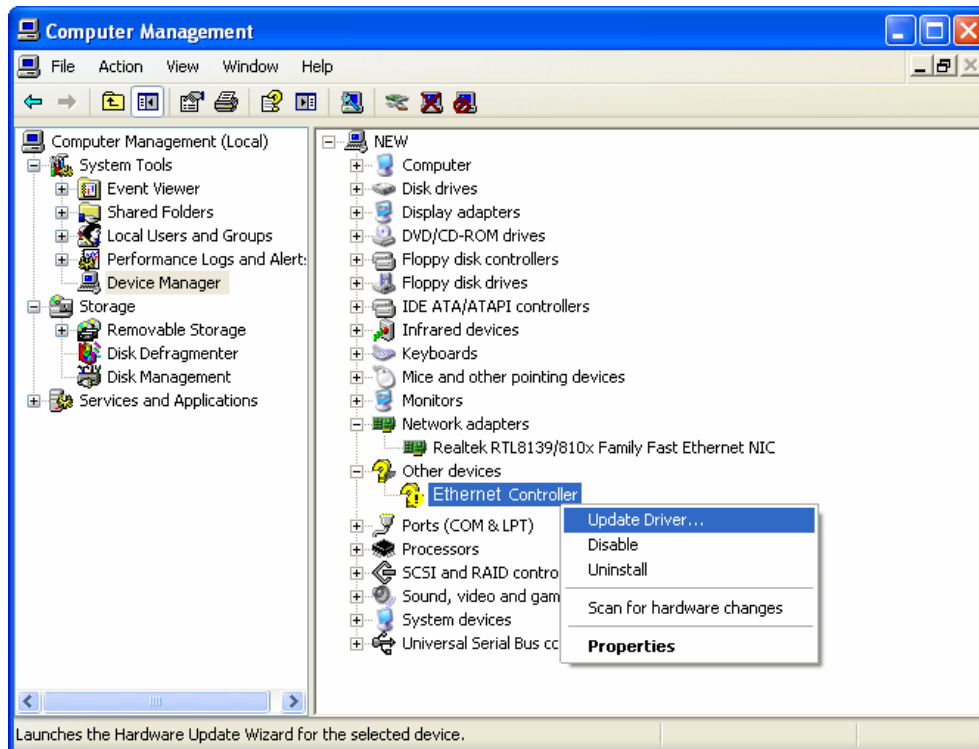 Computer Management
File Action View Window Help
Computer Management (Local)
System Tools
Event Viewer
Shared Folders
Local Users and Groups
Performance Logs and Alert:
Device Manager
Storage
Removable Storage
Disk Defragmenter
Disk Management
Services and Applications
NEW
Computer
Disk drives
Display adapters
DVD/CD-ROM drives
Floppy disk controllers
Floppy disk drives
IDE ATA/ATAPI controllers
Infrared devices
Keyboards
Mice and other pointing devices
Monitors
Network adapters
Realtek RTL8139/810x Family Fast Ethernet NIC
Other devices
Ethernet Controller
Ports (COM & LPT)
Processors
SCSI and RAID contro
Sound, video and gam
System devices
Universal Serial Bus cc
Update Driver...
Disable
Uninstall
Scan for hardware changes
Properties
Launches the Hardware Update Wizard for the selected device.